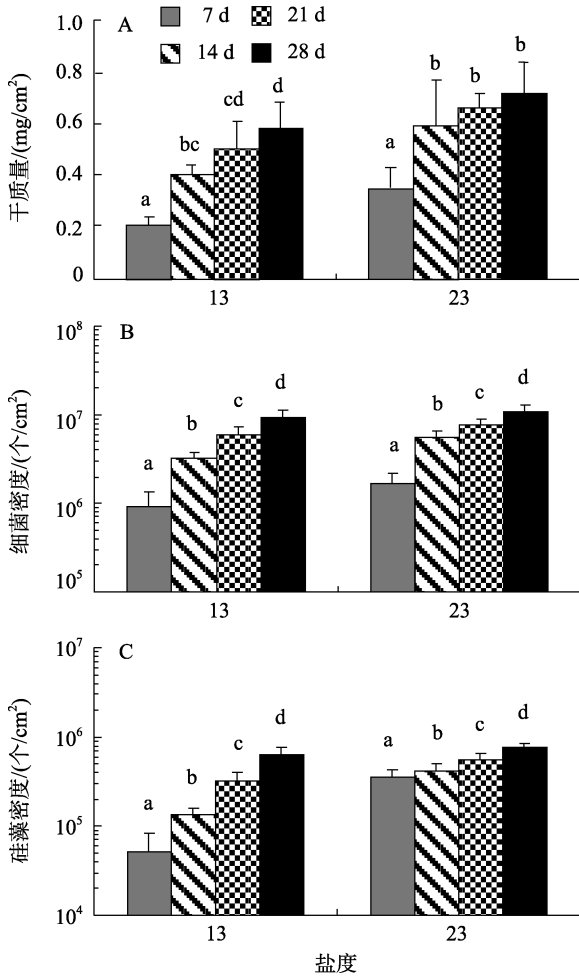 A
7 d
21 d
14 d
28 d
干质量/(mg/cm²)
1.0
0.8
0.6
0.4
0.2
0
a
bc
cd
d
a
b
b
b
13
23
B
细菌密度/(个/cm²)
10⁸
10⁷
10⁶
10⁵
a
b
c
d
a
b
c
d
13
23
C
硅藻密度/(个/cm²)
10⁷
10⁶
10⁵
10⁴
a
b
c
d
a
b
c
d
13
23
盐度